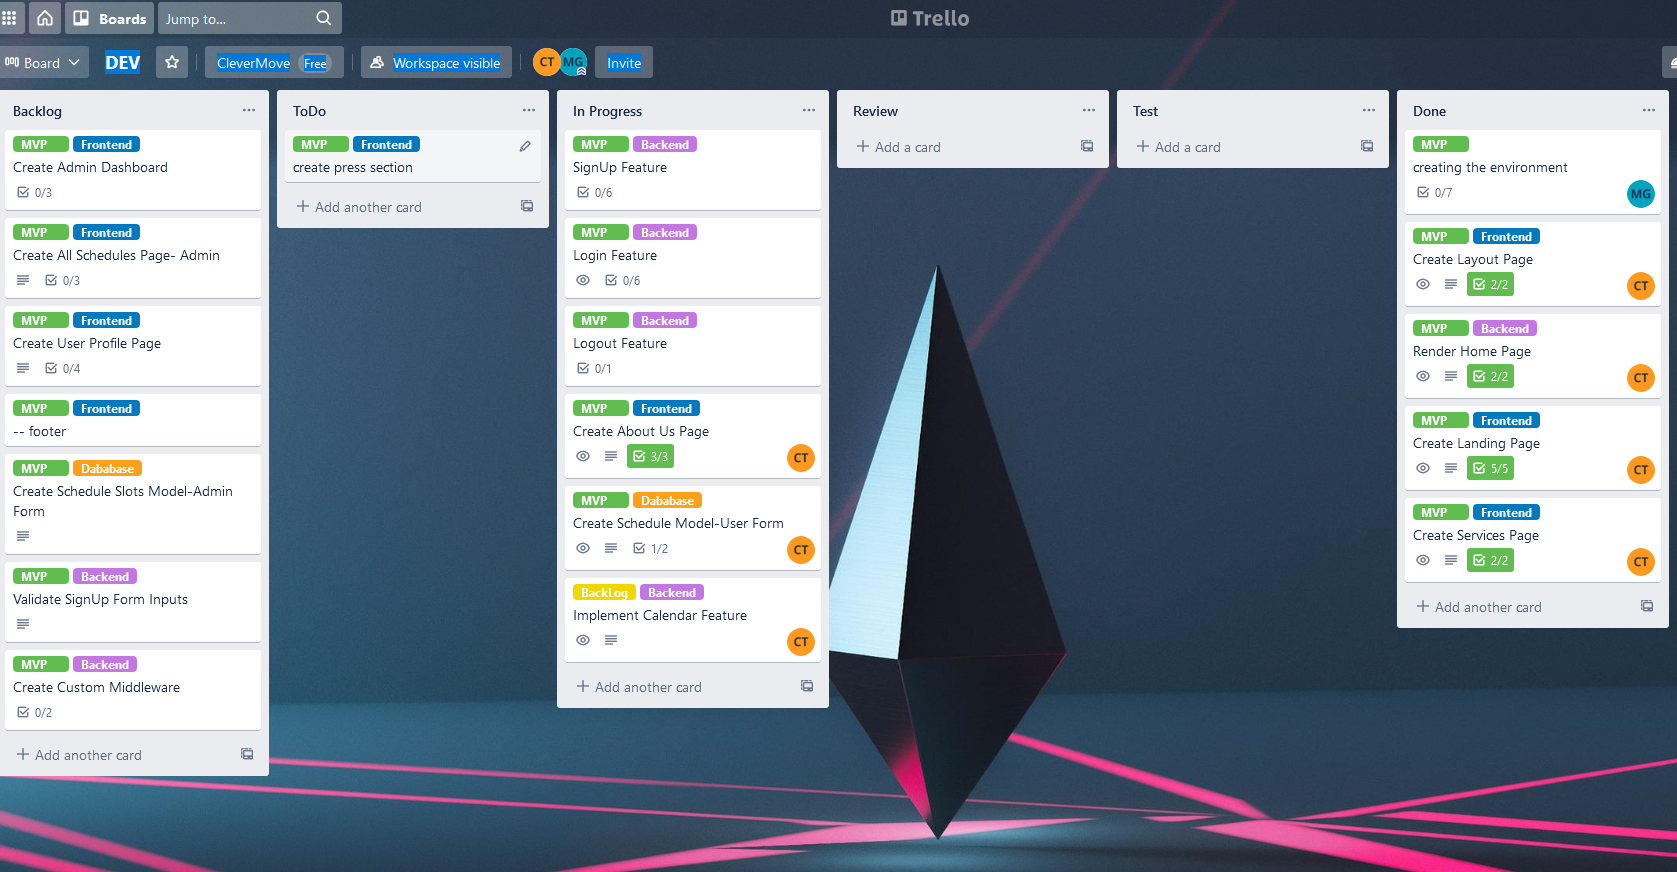 Boards
Jump to...
Trello
Board
DEV
CleverMove
Free
Workspace visible
CT
MG
Invite
Backlog
MVP Frontend
Create Admin Dashboard
0/3
MVP Frontend
Create All Schedules Page- Admin
0/3
MVP Frontend
Create User Profile Page
0/4
MVP Frontend
-- footer
MVP Dababase
Create Schedule Slots Model-Admin
Form
MVP Backend
Validate SignUp Form Inputs
MVP Backend
Create Custom Middleware
0/2
+ Add another card
ToDo
MVP Frontend
create press section
+ Add another card
In Progress
MVP Backend
SignUp Feature
0/6
MVP Backend
Login Feature
0/6
MVP Backend
Logout Feature
0/1
MVP Frontend
Create About Us Page
3/3
CT
MVP Dababase
Create Schedule Model-User Form
1/2
CT
BackLog Backend
Implement Calendar Feature
CT
+ Add another card
Review
+ Add a card
Test
+ Add a card
Done
MVP
creating the environment
0/7
MG
MVP Frontend
Create Layout Page
2/2
CT
MVP Backend
Render Home Page
2/2
CT
MVP Frontend
Create Landing Page
5/5
CT
MVP Frontend
Create Services Page
2/2
CT
+ Add another card